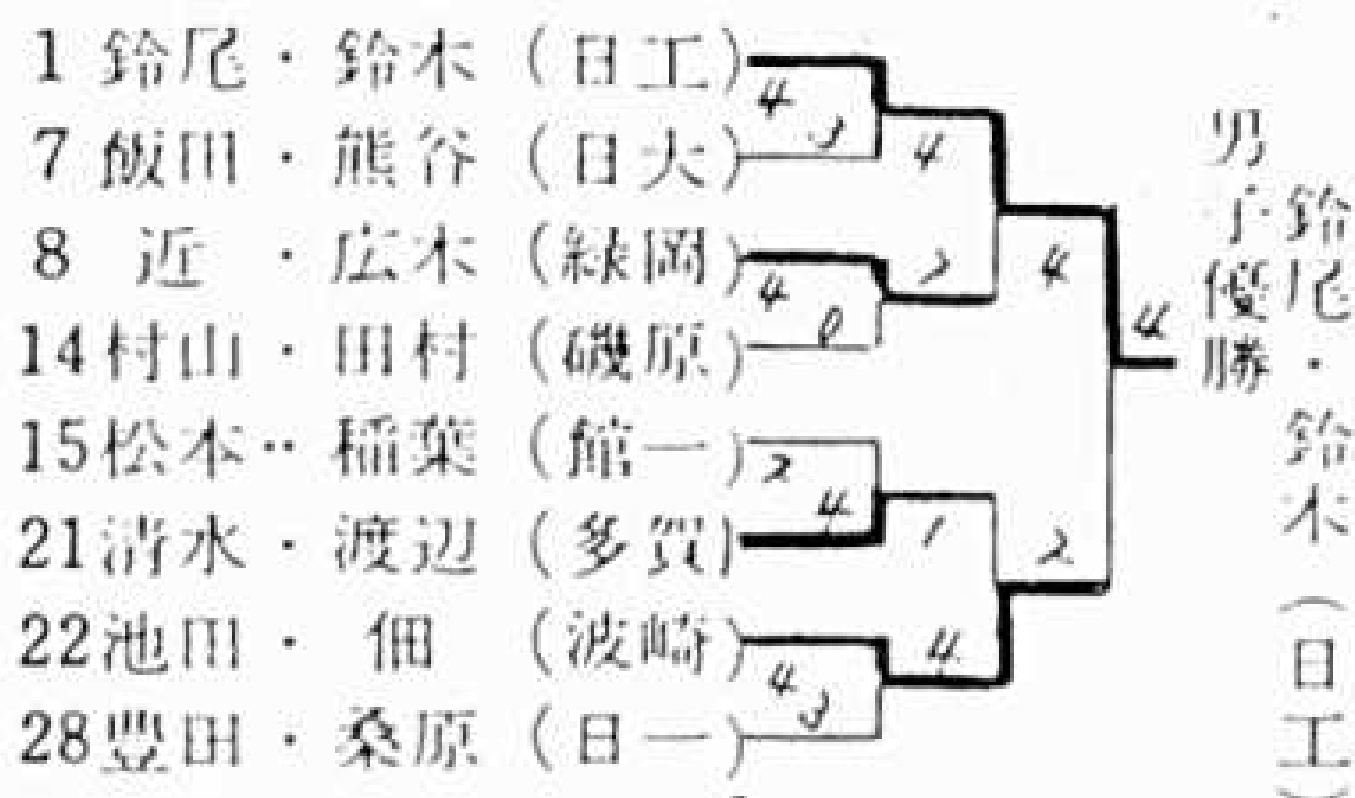 1 鈴尾・鈴木(日工)
7 飯田・熊谷(日大)
8 近・広木(緑岡)
14 村山・田村(磯原)
15 松本・・稲葉(館一)
21 清水・渡辺(多賀)
22 池田・佃(波崎)
28 豊田・桑原(日一)
4
3
4
0
2
4
4
3
4
2
1
4
4
2
4
男子優勝
鈴尾・鈴木(日工)